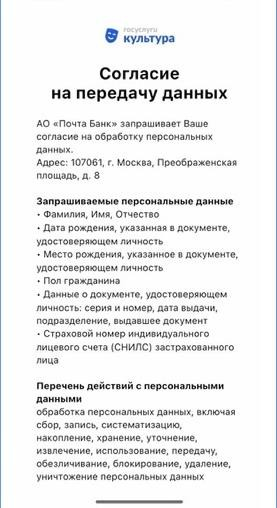 госуслуги
культура
Согласие
на передачу данных
АО «Почта Банк» запрашивает Ваше
согласие на обработку персональных
данных.
Адрес: 107061, г. Москва, Преображенская
площадь, д. 8
Запрашиваемые персональные данные
• Фамилия, Имя, Отчество
• Дата рождения, указанная в документе,
удостоверяющем личность
• Место рождения, указанное в документе,
удостоверяющем личность
• Пол гражданина
• Данные о документе, удостоверяющем
личность: серия и номер, дата выдачи,
подразделение, выдавшее документ
• Страховой номер индивидуального
лицевого счета (СНИЛС) застрахованного
лица
Перечень действий с персональными
данными
обработка персональных данных, включая
сбор, запись, систематизацию,
накопление, хранение, уточнение,
извлечение, использование, передачу,
обезличивание, блокирование, удаление,
уничтожение персональных данных